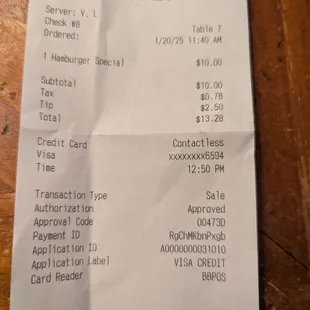 Server: V. L
Check #8 Table 7
Ordered: 1/20/25 11:40 AM
1 Hamburger Special $10.00
Subtotal $10.00
Tax $0.78
Tip $2.50
Total $13.28
Credit Card Contactless
Visa xxxxxxxx6594
Time 12:50 PM
Transaction Type Sale
Authorization Approved
Approval Code 00473D
Payment ID RgChMKbnPxgb
Application ID A0000000031010
Application Label VISA CREDIT
Card Reader BBPOS